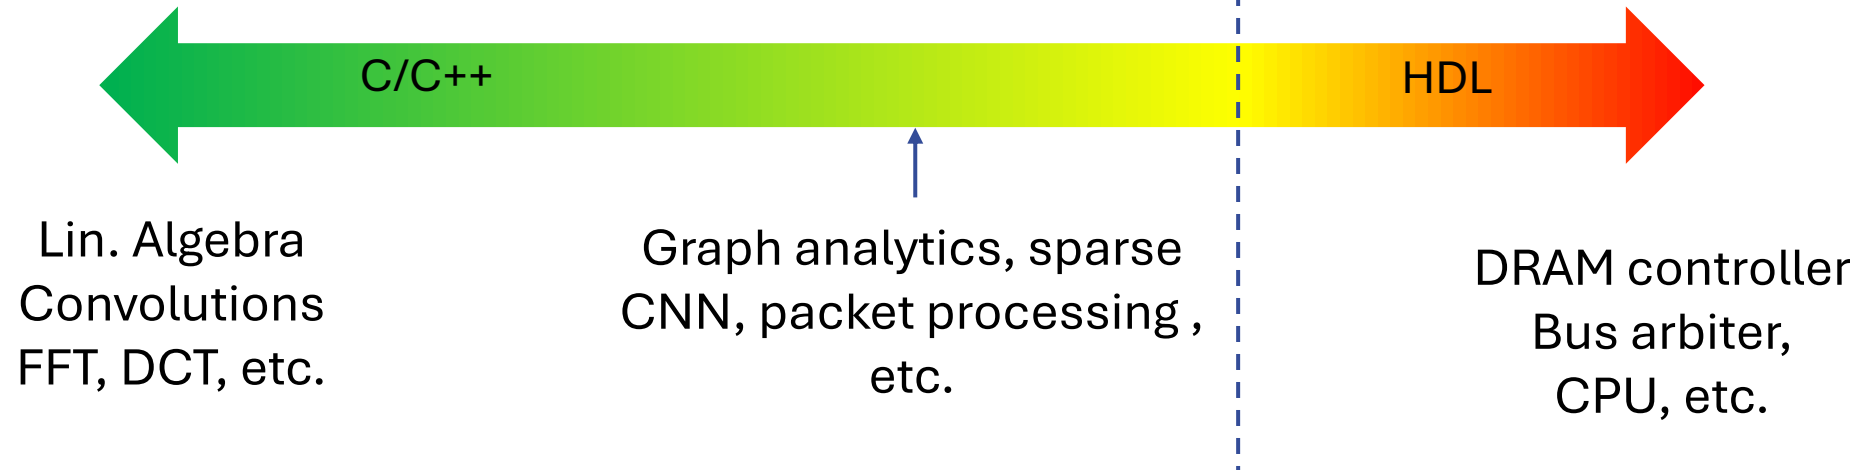 C/C++
HDL
Lin. Algebra
Convolutions
FFT, DCT, etc.
Graph analytics, sparse
CNN, packet processing ,
etc.
DRAM controller
Bus arbiter,
CPU, etc.